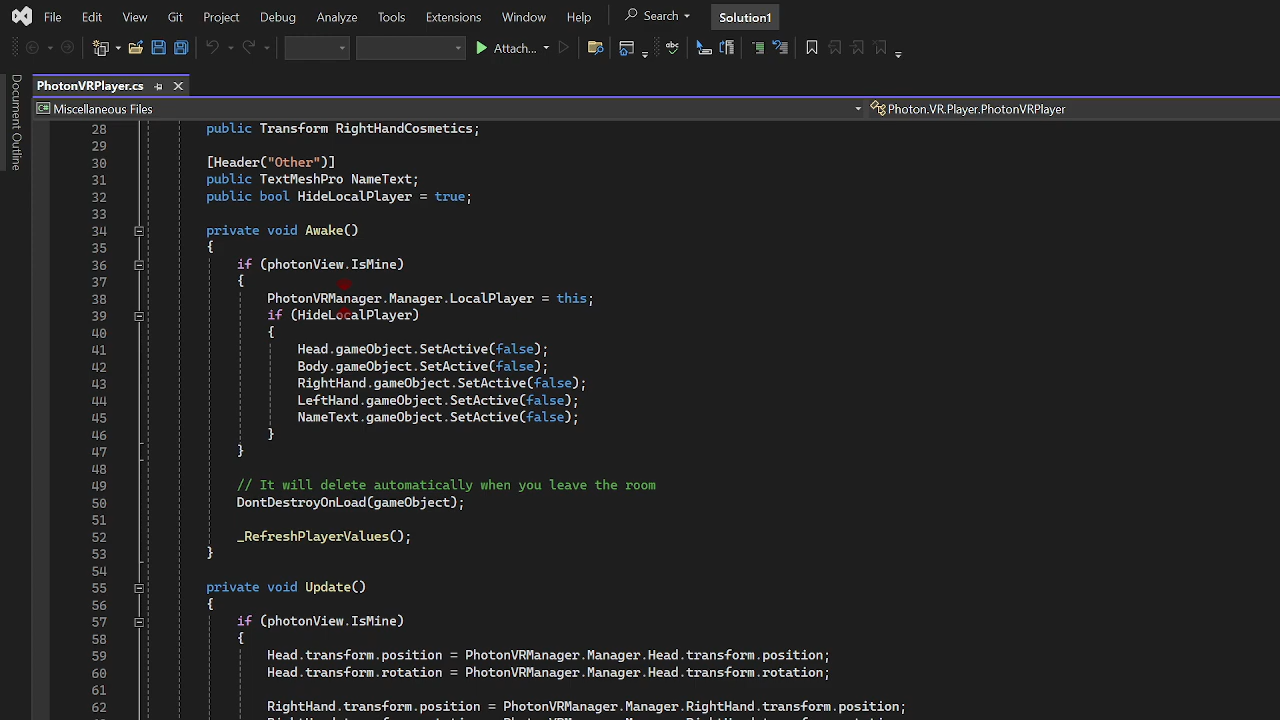 File Edit View Git Project Debug Analyze Tools Extensions Window Help Search Solution1
Attach...
PhotonVRPlayer.cs
Document Outline
Miscellaneous Files Photon.VR.Player.PhotonVRPlayer
28 public Transform RightHandCosmetics;
29
30 [Header("Other")]
31 public TextMeshPro NameText;
32 public bool HideLocalPlayer = true;
33
34 private void Awake()
35 {
36 if (photonView.IsMine)
37 {
38 PhotonVRManager.Manager.LocalPlayer = this;
39 if (HideLocalPlayer)
40 {
41 Head.gameObject.SetActive(false);
42 Body.gameObject.SetActive(false);
43 RightHand.gameObject.SetActive(false);
44 LeftHand.gameObject.SetActive(false);
45 NameText.gameObject.SetActive(false);
46 }
47 }
48
49 // It will delete automatically when you leave the room
50 DontDestroyOnLoad(gameObject);
51
52 _RefreshPlayerValues();
53 }
54
55 private void Update()
56 {
57 if (photonView.IsMine)
58 {
59 Head.transform.position = PhotonVRManager.Manager.Head.transform.position;
60 Head.transform.rotation = PhotonVRManager.Manager.Head.transform.rotation;
61
62 RightHand.transform.position = PhotonVRManager.Manager.RightHand.transform.position;